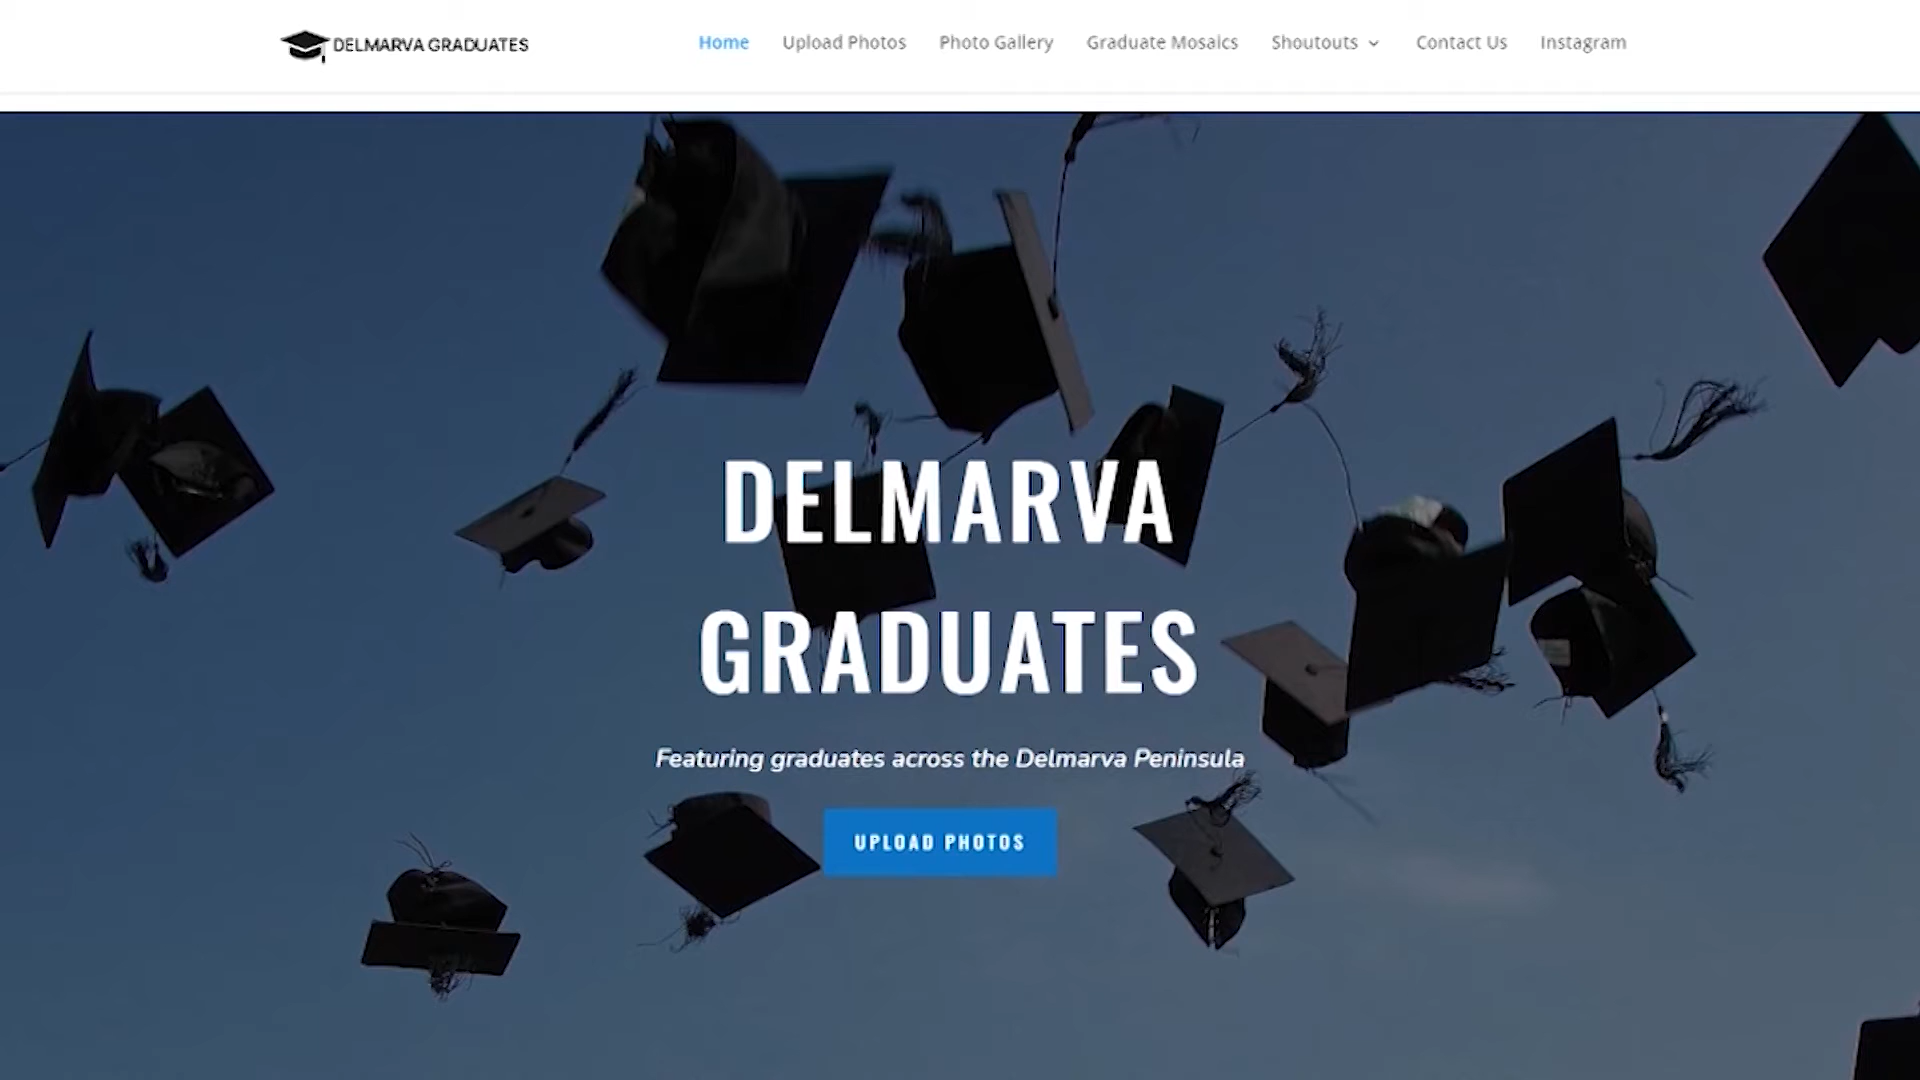 DELMARVA GRADUATES
Home Upload Photos Photo Gallery Graduate Mosaics Shoutouts Contact Us Instagram
DELMARVA
GRADUATES
Featuring graduates across the Delmarva Peninsula
UPLOAD PHOTOS